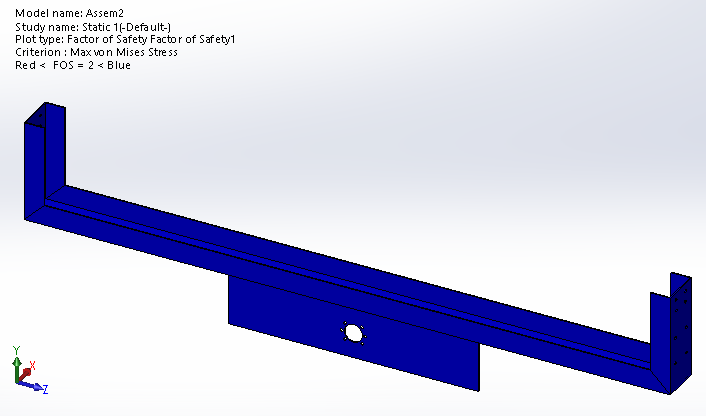 Model name: Assem2
Study name: Static 1(-Default-)
Plot type: Factor of Safety Factor of Safety1
Criterion : Max von Mises Stress
Red < FOS = 2 < Blue
Y
X
Z